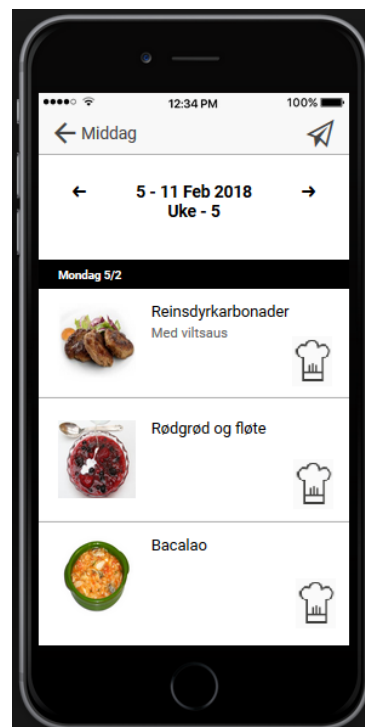 12:34 PM
100%
Middag
5 - 11 Feb 2018
Uke - 5
Mondag 5/2
Reinsdyrkarbonader
Med viltsaus
Rødgrød og fløte
Bacalao